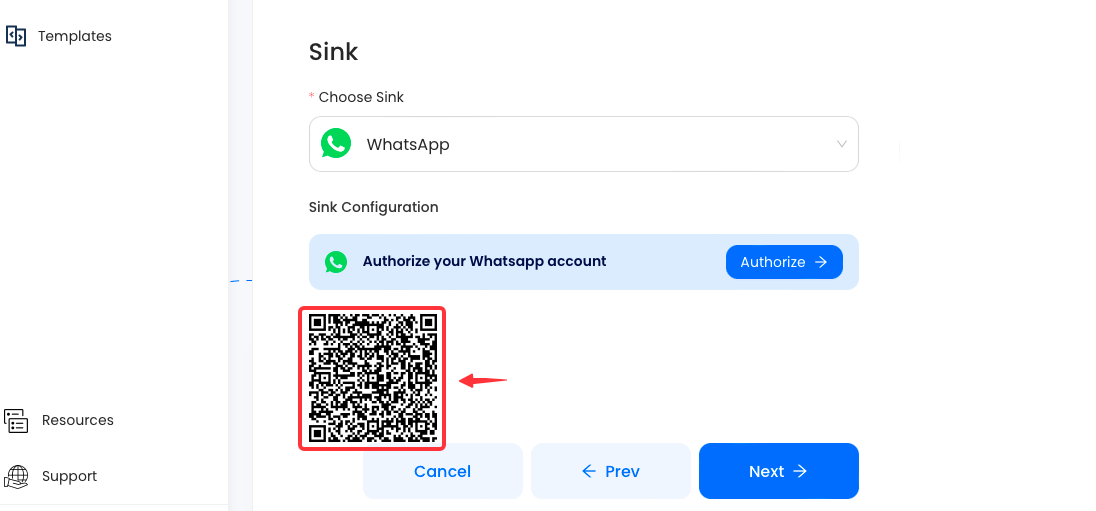 Templates
Sink
* Choose Sink
WhatsApp
Sink Configuration
Authorize your Whatsapp account
Authorize
Resources
Support
Cancel
Prev
Next